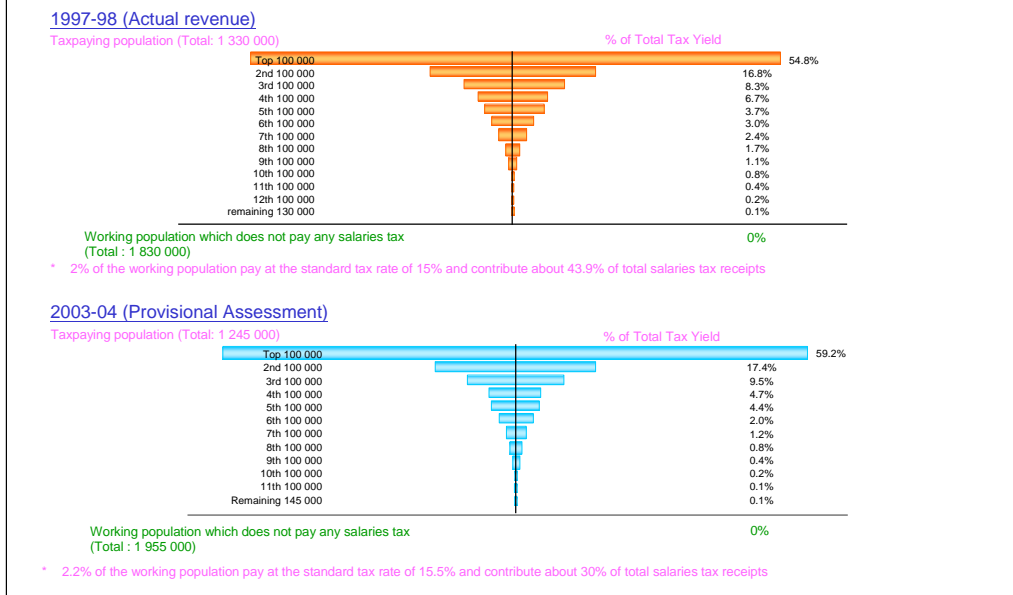 1997-98 (Actual revenue)
Taxpaying population (Total: 1 330 000) % of Total Tax Yield
Top 100 000 54.8%
2nd 100 000 16.8%
3rd 100 000 8.3%
4th 100 000 6.7%
5th 100 000 3.7%
6th 100 000 3.0%
7th 100 000 2.4%
8th 100 000 1.7%
9th 100 000 1.1%
10th 100 000 0.8%
11th 100 000 0.4%
12th 100 000 0.2%
remaining 130 000 0.1%
Working population which does not pay any salaries tax 0%
(Total : 1 830 000)
* 2% of the working population pay at the standard tax rate of 15% and contribute about 43.9% of total salaries tax receipts
2003-04 (Provisional Assessment)
Taxpaying population (Total: 1 245 000) % of Total Tax Yield
Top 100 000 59.2%
2nd 100 000 17.4%
3rd 100 000 9.5%
4th 100 000 4.7%
5th 100 000 4.4%
6th 100 000 2.0%
7th 100 000 1.2%
8th 100 000 0.8%
9th 100 000 0.4%
10th 100 000 0.2%
11th 100 000 0.1%
Remaining 145 000 0.1%
Working population which does not pay any salaries tax 0%
(Total : 1 955 000)
* 2.2% of the working population pay at the standard tax rate of 15.5% and contribute about 30% of total salaries tax receipts